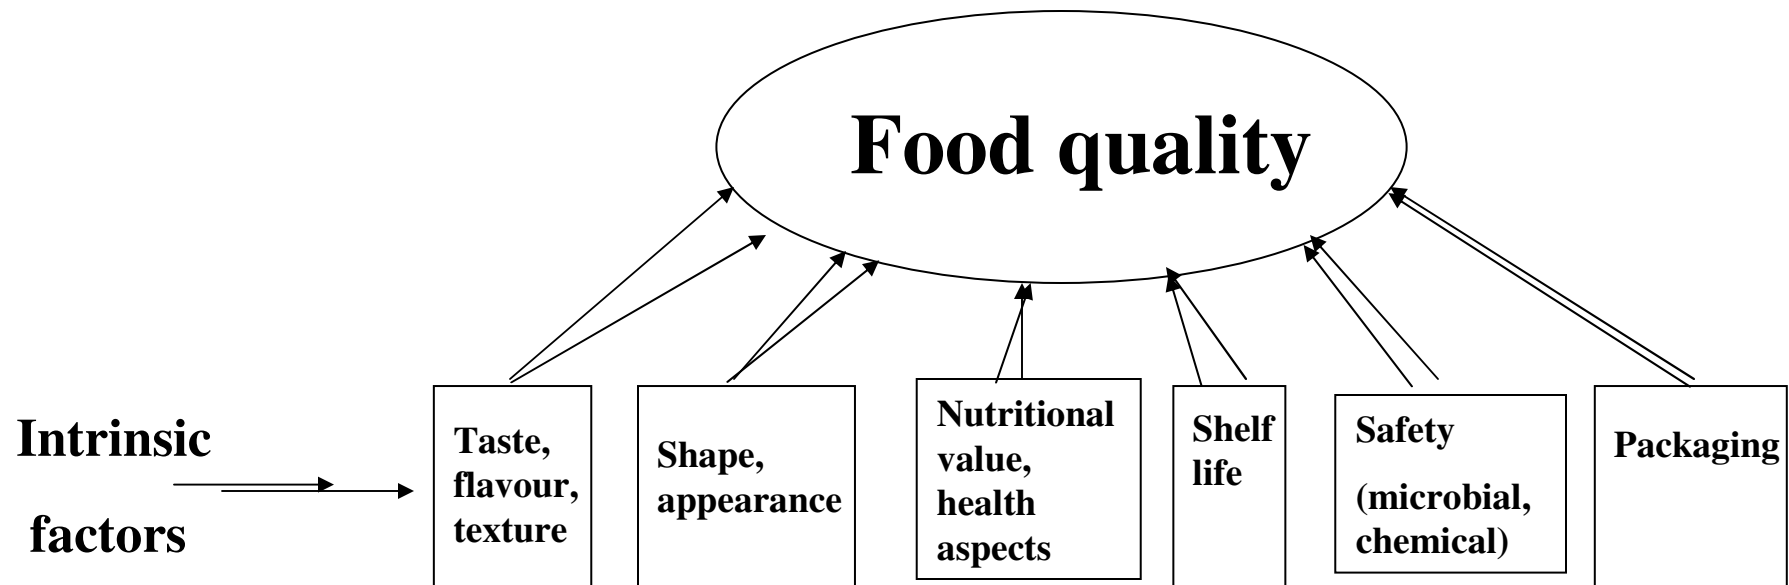 Food quality
Intrinsic
factors
Taste,
flavour,
texture
Shape,
appearance
Nutritional
value,
health
aspects
Shelf
life
Safety
(microbial,
chemical)
Packaging